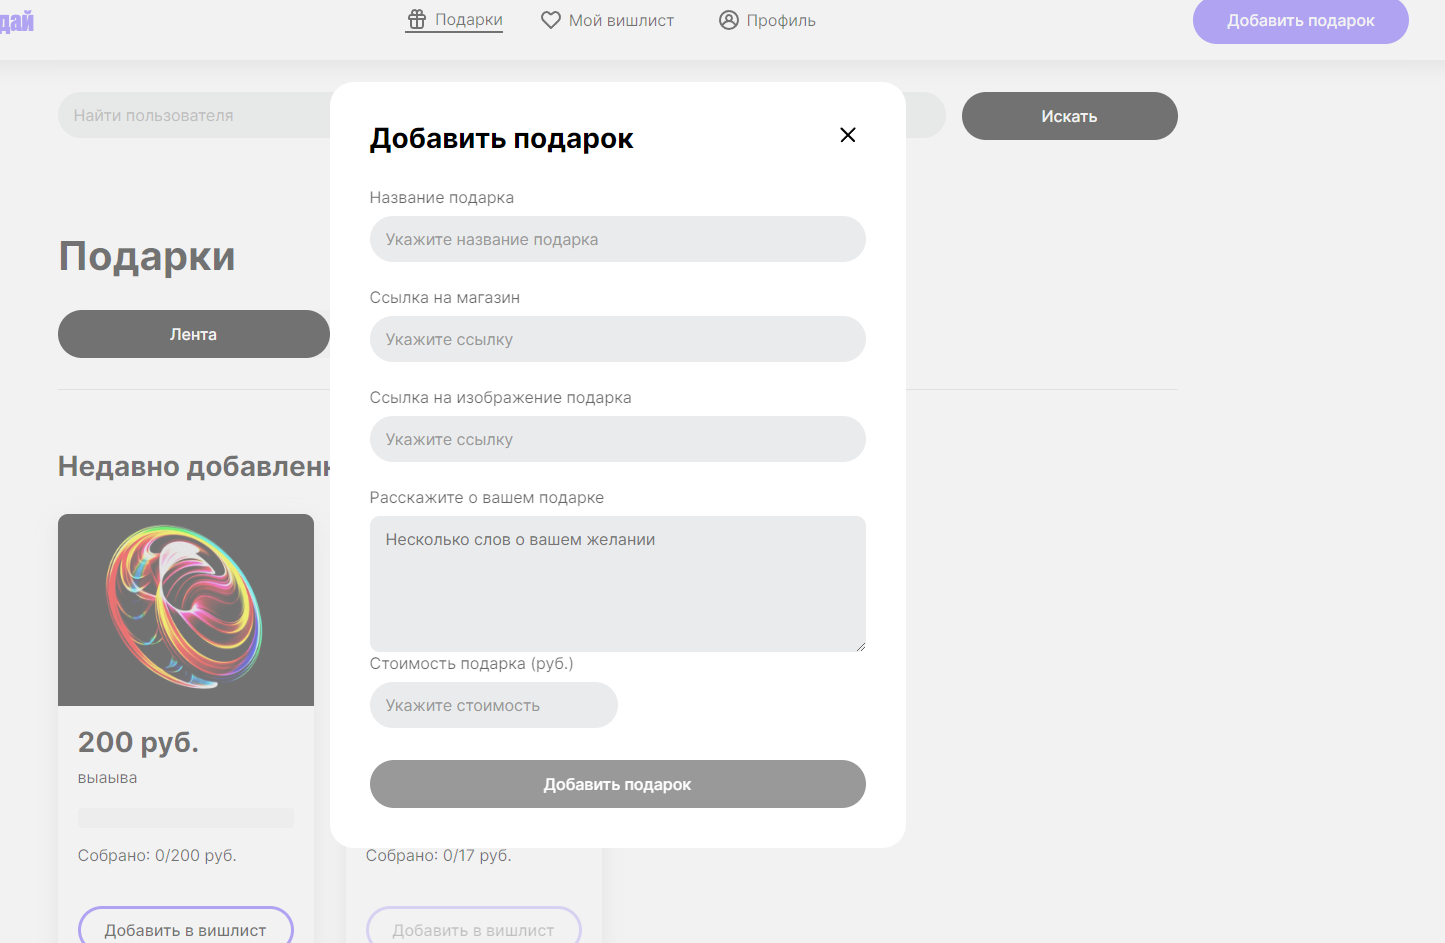 Подарки
Мой вишлист
Профиль
Добавить подарок
Найти пользователя
Искать
Добавить подарок
Название подарка
Укажите название подарка
Ссылка на магазин
Укажите ссылку
Ссылка на изображение подарка
Укажите ссылку
Расскажите о вашем подарке
Несколько слов о вашем желании
Стоимость подарка (руб.)
Укажите стоимость
Добавить подарок
Подарки
Лента
Недавно
200 руб.
выаыва
Собрано: 0/200 руб.
Добавить в вишлист
Собрано: 0/17 руб.
Добавить в вишлист